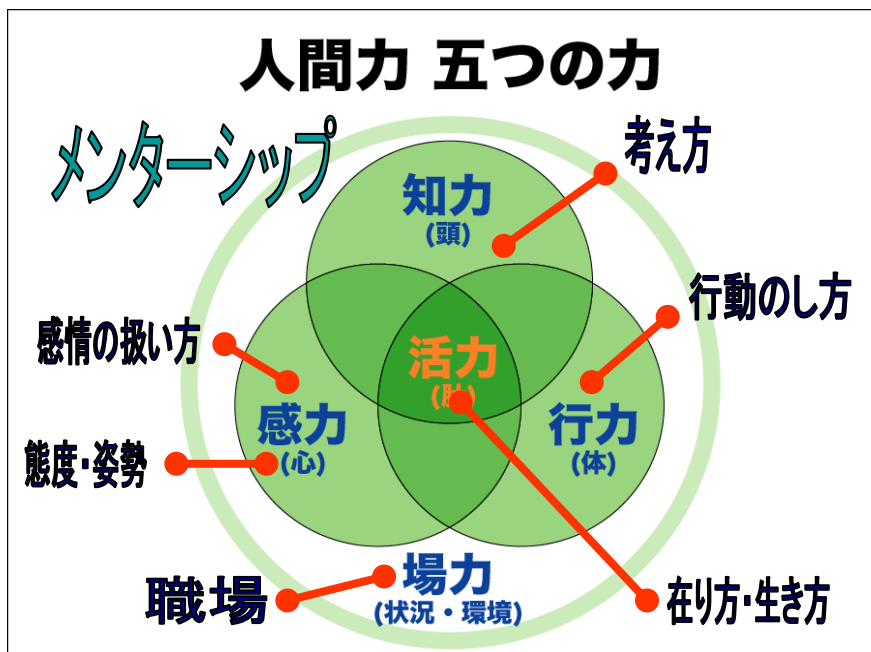 人間力 五つの力
メンターシップ
考え方
知力
(頭)
行動のし方
感情の扱い方
活力
感力
(心)
行力
(体)
態度・姿勢
場力
(状況・環境)
職場
在り方・生き方